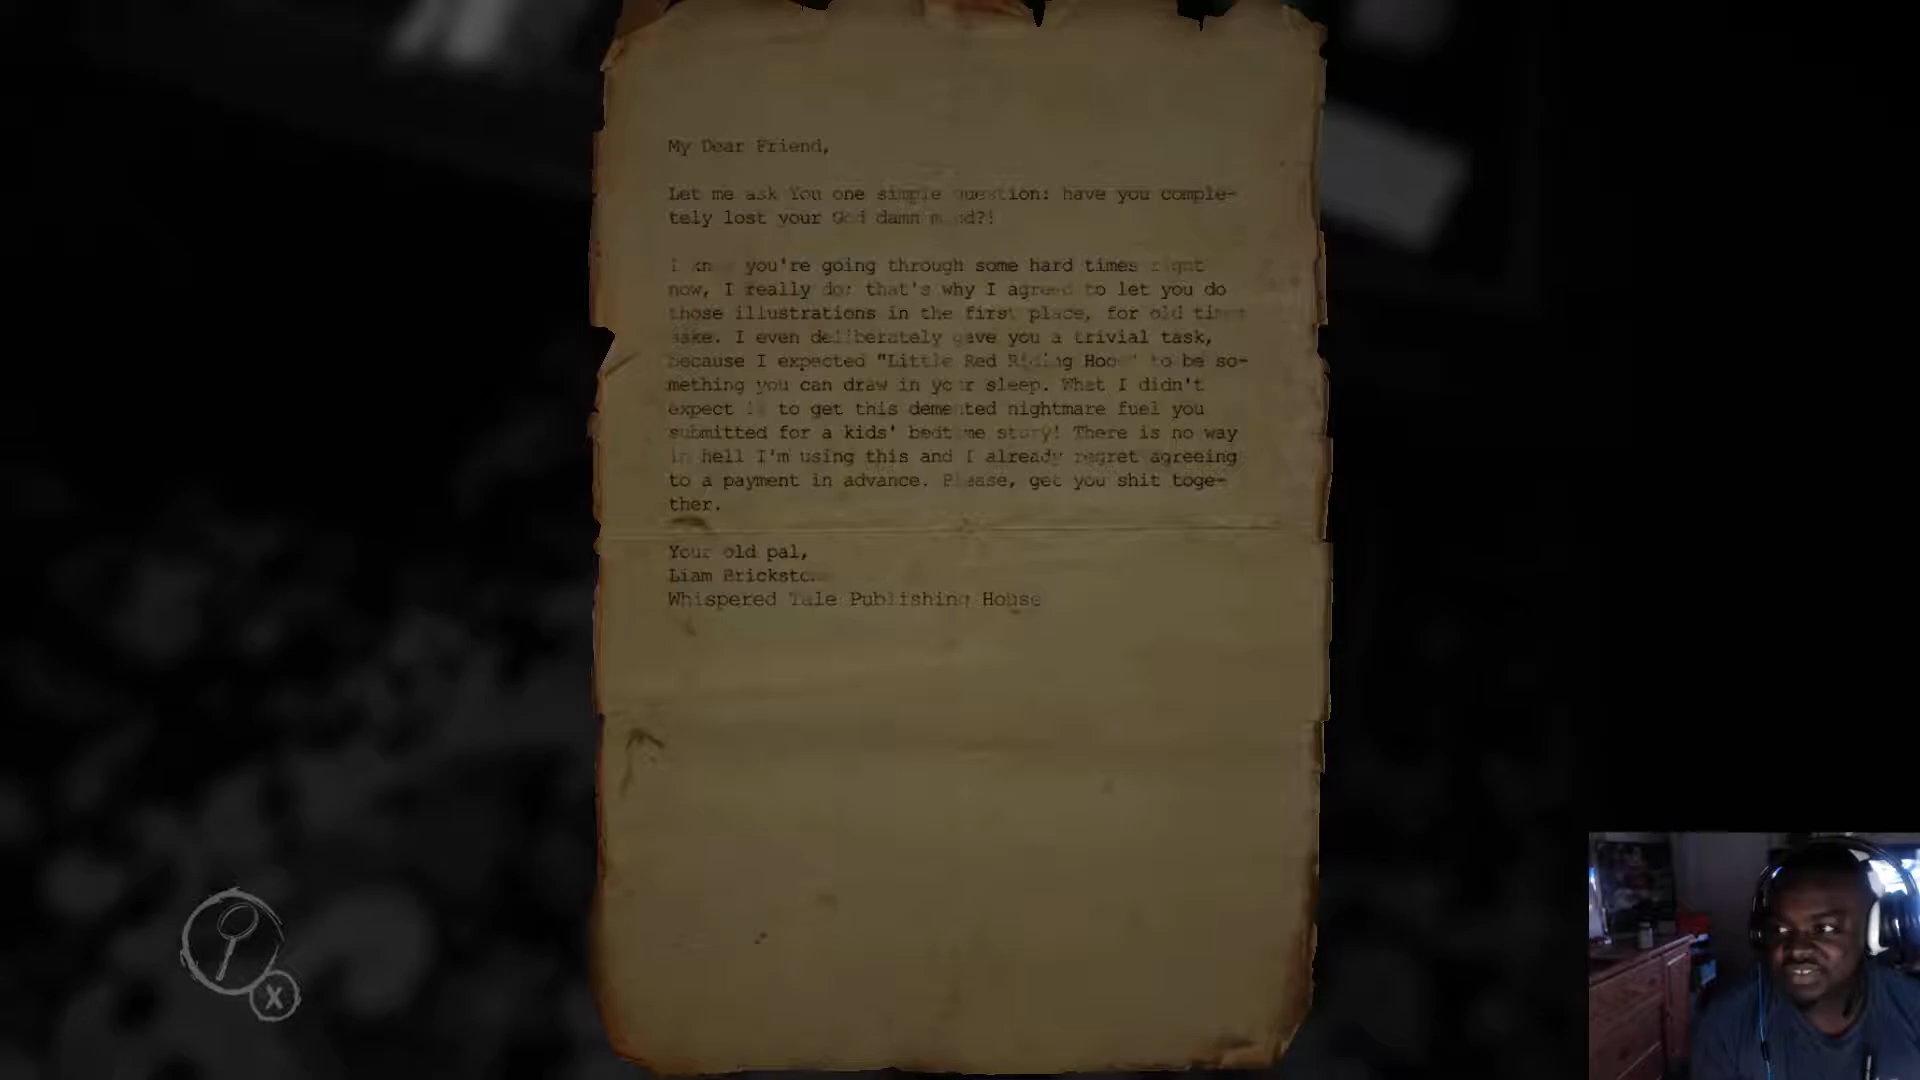 My Dear Friend,
Let me ask You one simple question: have you comple-
tely lost your God damn mind?!
I know you're going through some hard times right
now, I really do; that's why I agreed to let you do
those illustrations in the first place, for old times
sake. I even deliberately gave you a trivial task,
because I expected "Little Red Riding Hood" to be so-
mething you can draw in your sleep. What I didn't
expect is to get this demented nightmare fuel you
submitted for a kids' bedtime story! There is no way
in hell I'm using this and I already regret agreeing
to a payment in advance. Please, get you shit toge-
ther.
Your old pal,
Liam
Whispered Tale Publishing House
X